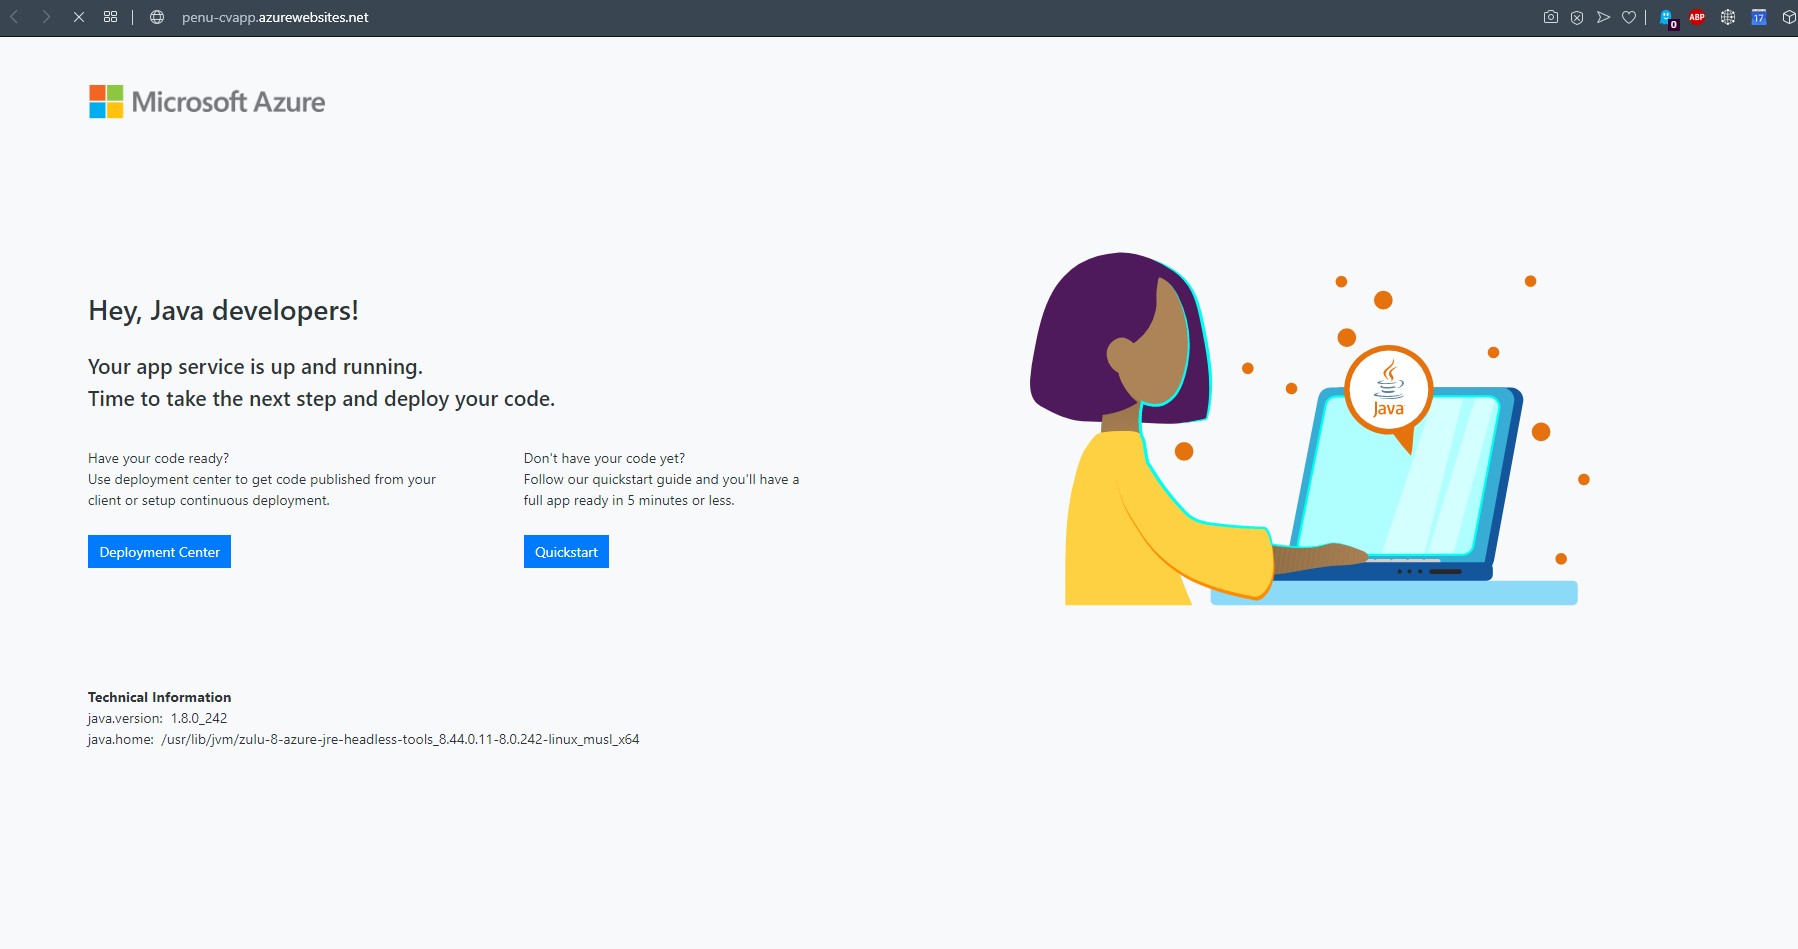 penu-cvapp.azurewebsites.net
0
ABP
17
Microsoft Azure
Hey, Java developers!
Your app service is up and running.
Time to take the next step and deploy your code.
Have your code ready?
Use deployment center to get code published from your
client or setup continuous deployment.
Deployment Center
Don't have your code yet?
Follow our quickstart guide and you'll have a
full app ready in 5 minutes or less.
Quickstart
Java
Technical Information
java.version: 1.8.0_242
java.home: /usr/lib/jvm/zulu-8-azure-jre-headless-tools_8.44.0.11-8.0.242-linux_musl_x64